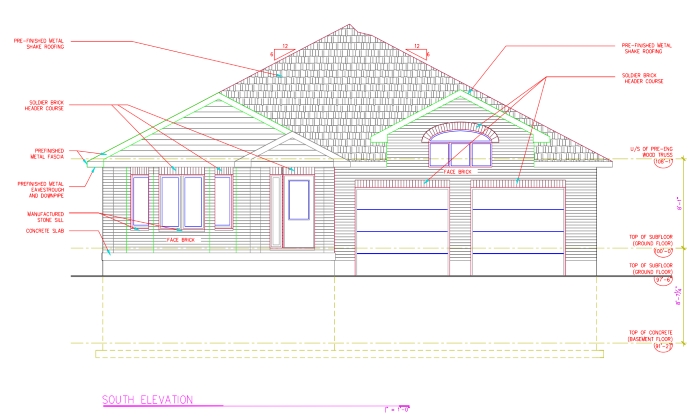 PRE-FINISHED METAL
SHAKE ROOFING
12
6
12
6
PRE-FINISHED METAL
SHAKE ROOFING
SOLDIER BRICK
HEADER COURSE
SOLDIER BRICK
HEADER COURSE
PREFINISHED
METAL FASCIA
U/S OF PRE-ENG
WOOD TRUSS
108'-1"
FACE BRICK
PREFINISHED METAL
EAVESTROUGH
AND DOWNPIPE
8'-1"
MANUFACTURED
STONE SILL
CONCRETE SLAB
FACE BRICK
TOP OF SUBFLOOR
(GROUND FLOOR)
100'-0"
TOP OF SUBFLOOR
(GROUND FLOOR)
97'-6"
TOP OF CONCRETE
(BASEMENT FLOOR)
SOUTH ELEVATION